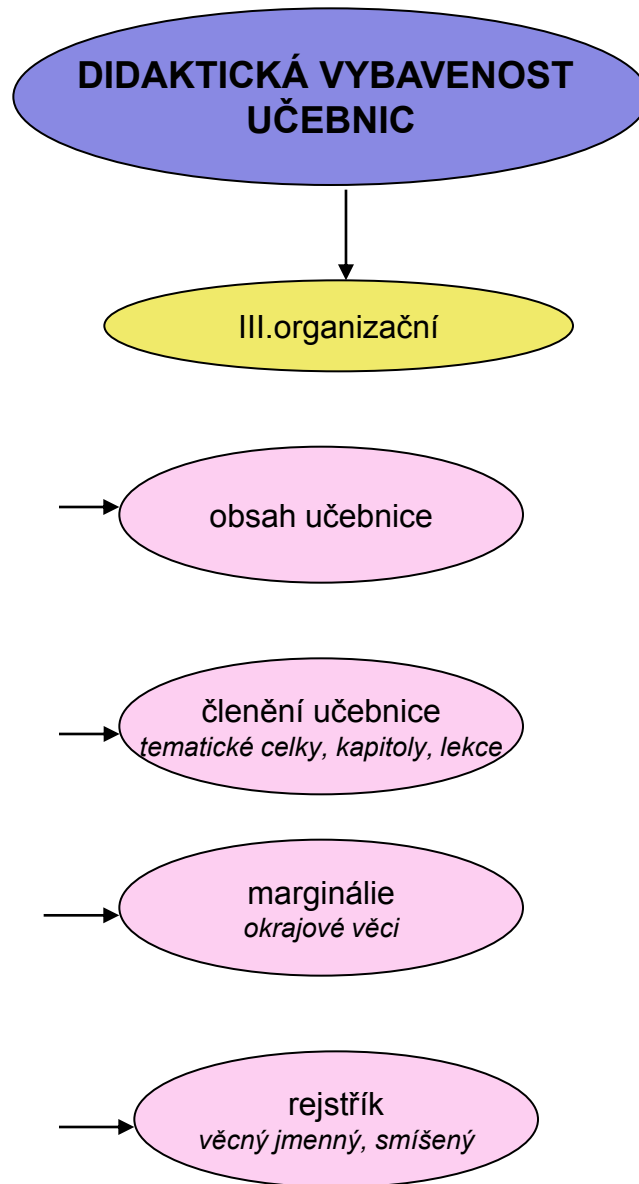 DIDAKTICKÁ VYBAVENOST
UČEBNIC
III.organizační
obsah učebnice
členění učebnice
tematické celky, kapitoly, lekce
marginálie
okrajové věci
rejstřík
věcný jmenný, smíšený